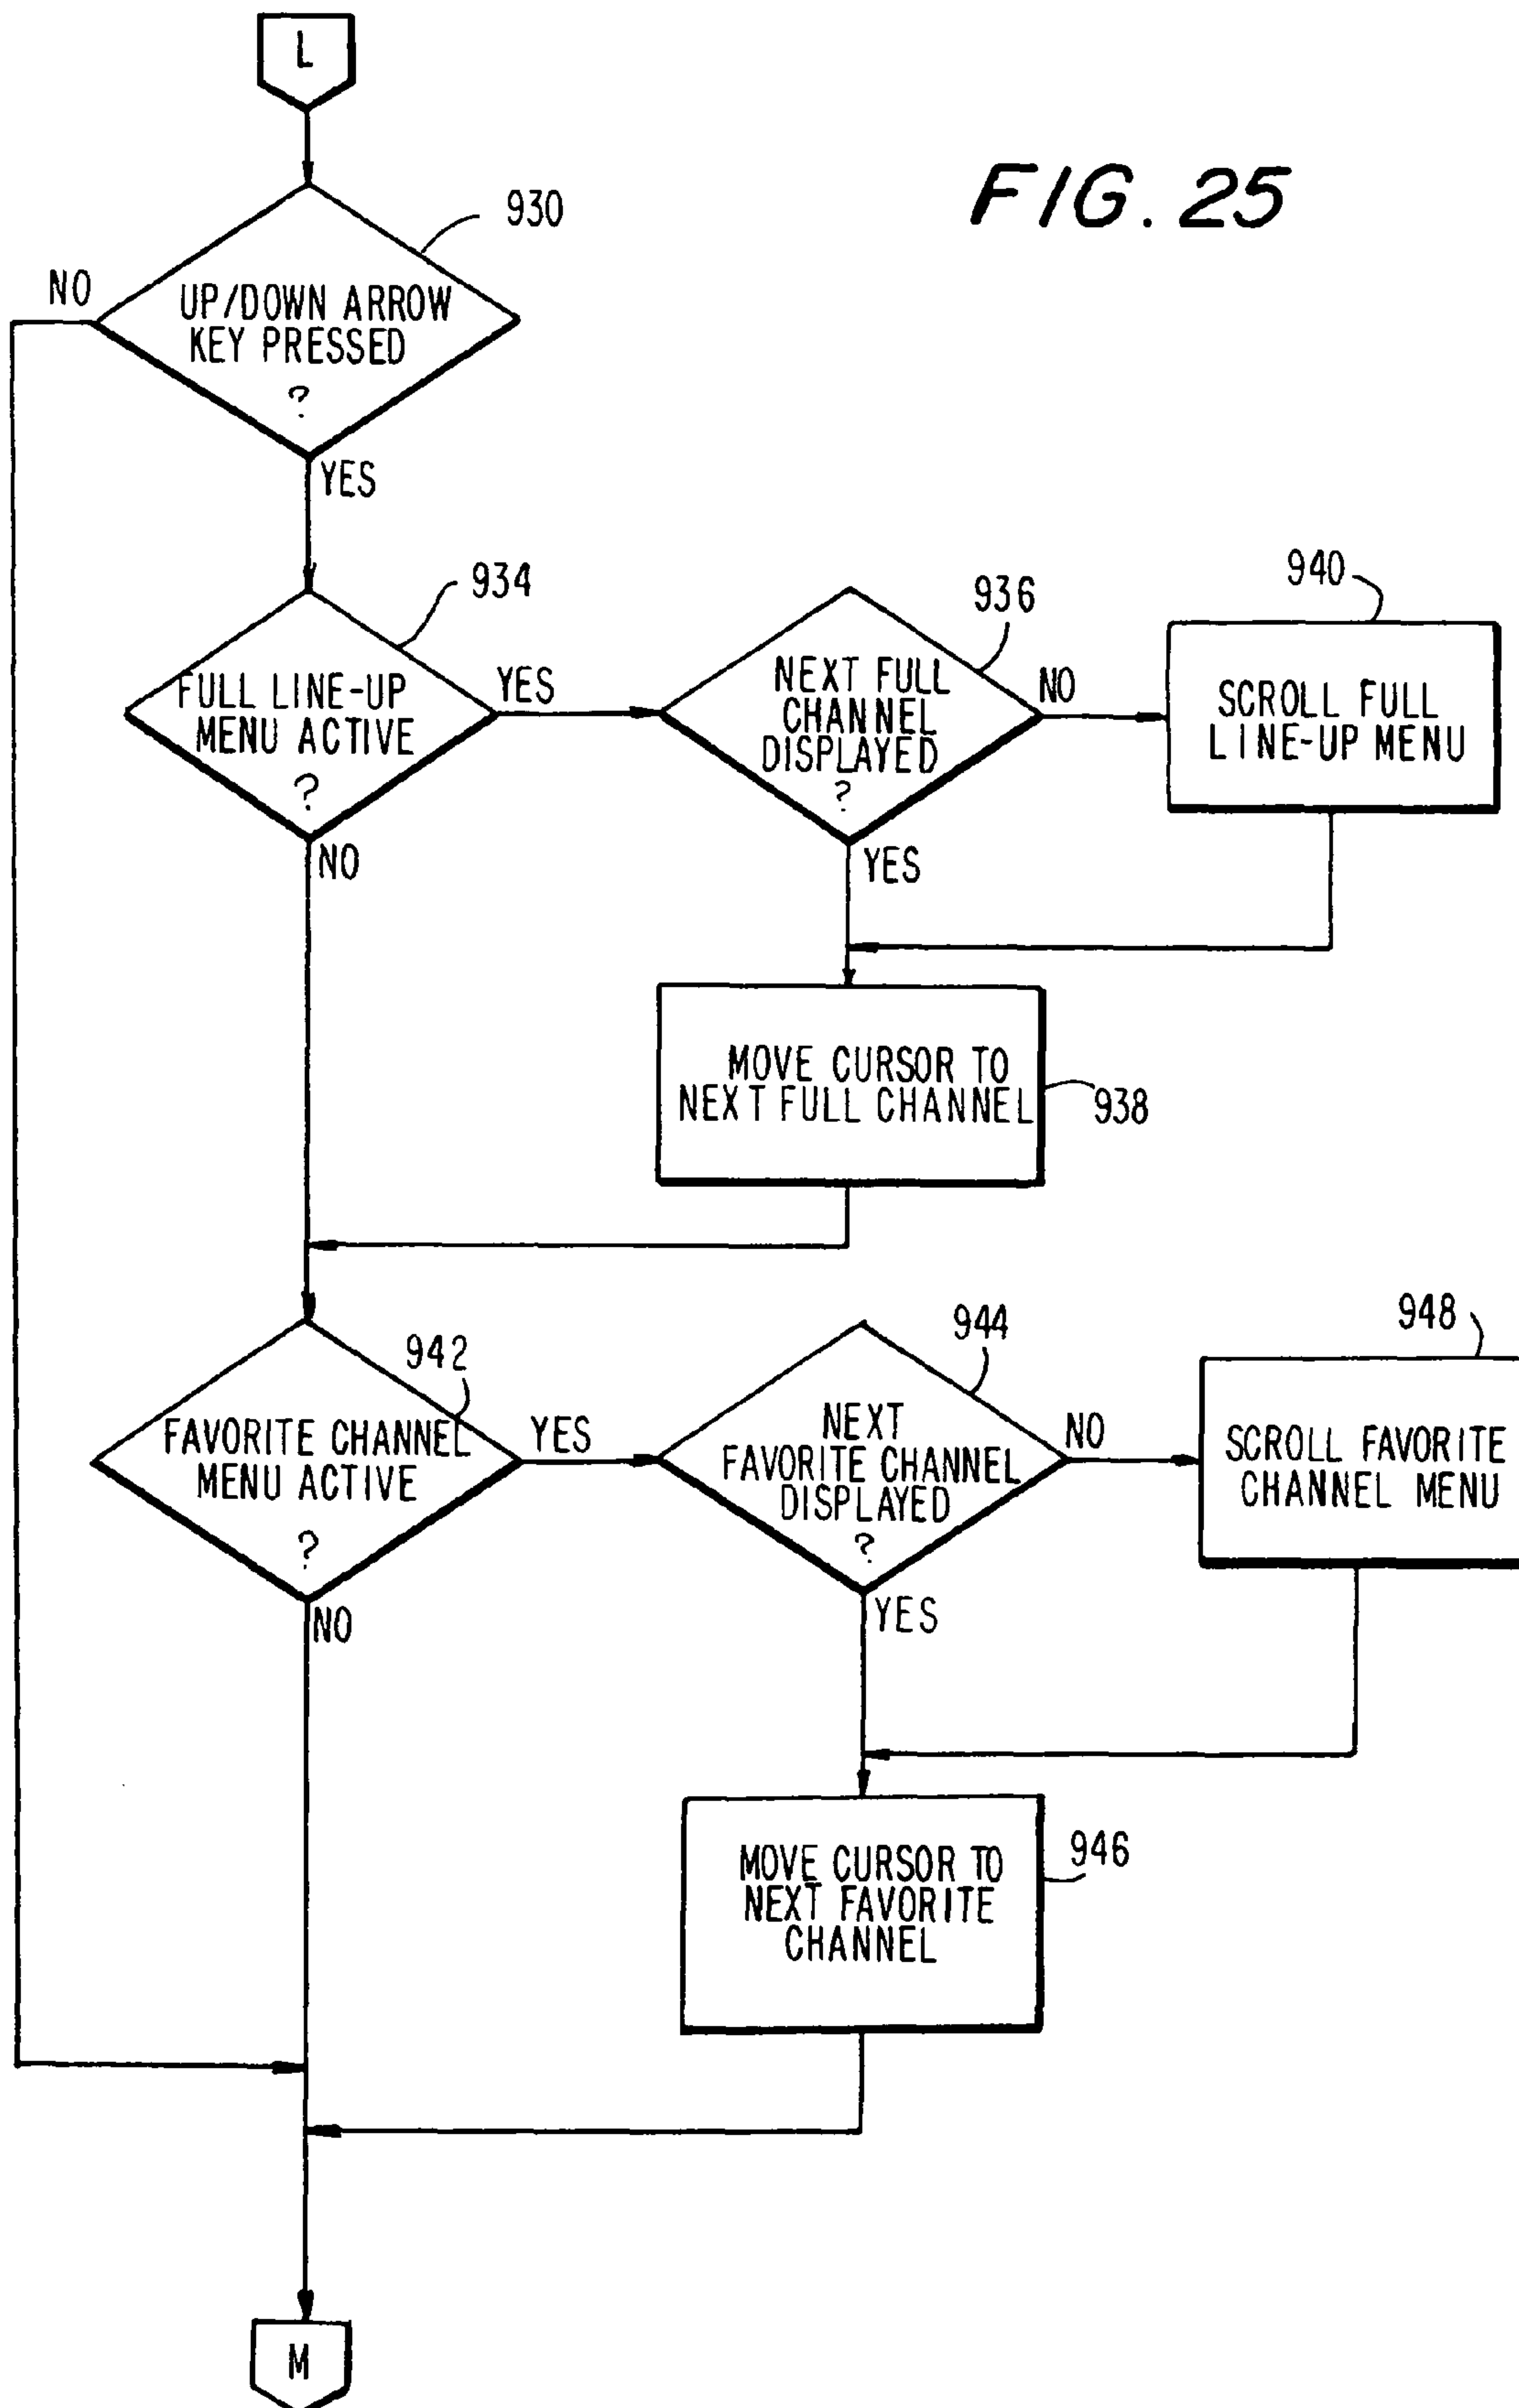 L
FIG. 25
930
NO
UP/DOWN ARROW
KEY PRESSED
?
YES
934
FULL LINE-UP
MENU ACTIVE
?
YES
NO
936
NEXT FULL
CHANNEL
DISPLAYED
?
NO
YES
940
SCROLL FULL
LINE-UP MENU
MOVE CURSOR TO
NEXT FULL CHANNEL
938
942
FAVORITE CHANNEL
MENU ACTIVE
?
YES
NO
944
NEXT
FAVORITE CHANNEL
DISPLAYED
?
NO
YES
948
SCROLL FAVORITE
CHANNEL MENU
MOVE CURSOR TO
NEXT FAVORITE
CHANNEL
946
M